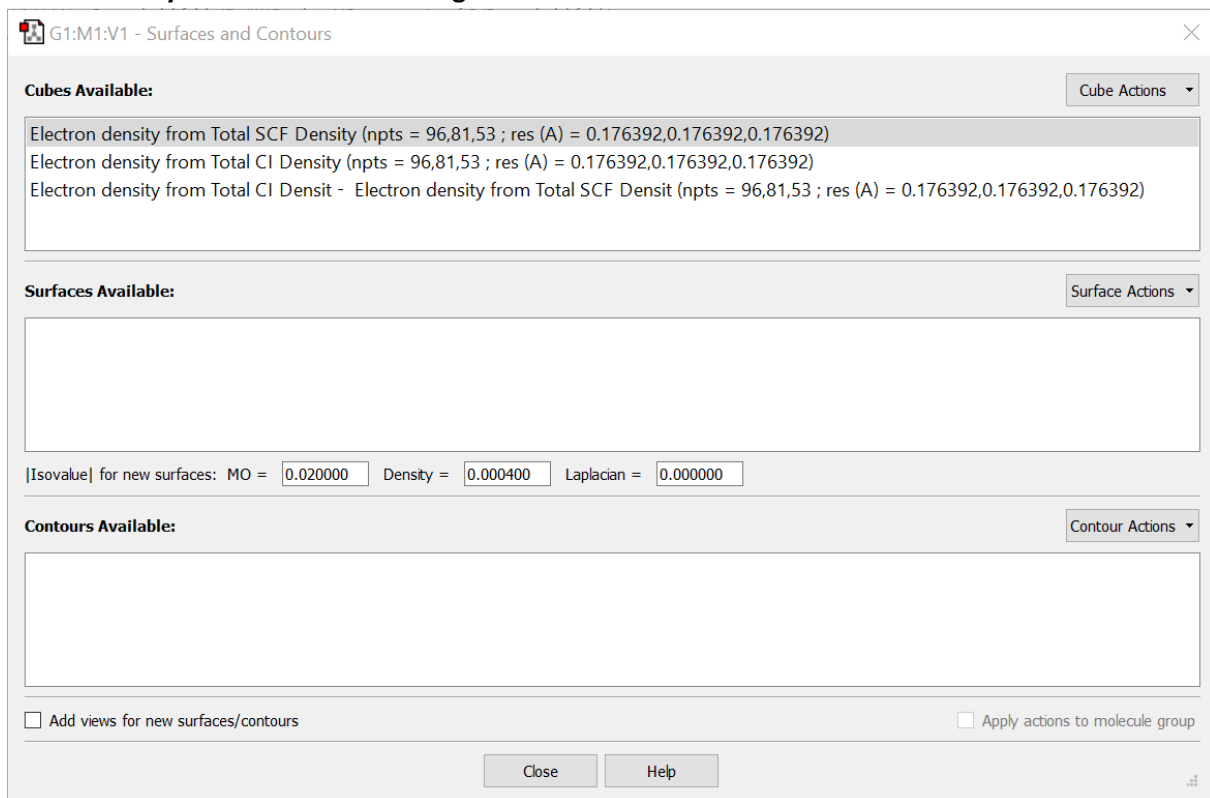 G1:M1:V1 - Surfaces and Contours
Cubes Available:
Cube Actions
Electron density from Total SCF Density (npts = 96,81,53 ; res (A) = 0.176392,0.176392,0.176392)
Electron density from Total CI Density (npts = 96,81,53 ; res (A) = 0.176392,0.176392,0.176392)
Electron density from Total CI Densit - Electron density from Total SCF Densit (npts = 96,81,53 ; res (A) = 0.176392,0.176392,0.176392)
Surfaces Available:
Surface Actions
|Isovalue| for new surfaces: MO = 0.020000 Density = 0.000400 Laplacian = 0.000000
Contours Available:
Contour Actions
Add views for new surfaces/contours
Apply actions to molecule group
Close Help